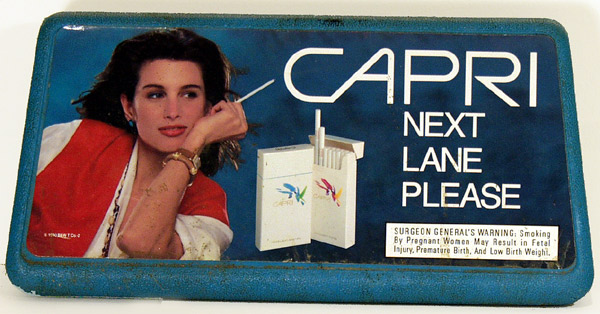 CAPRI
NEXT
LANE
PLEASE
CAPRI
CAPRI
SURGEON GENERAL'S WARNING: Smoking
By Pregnant Women May Result in Fetal
Injury, Premature Birth, And Low Birth Weight.